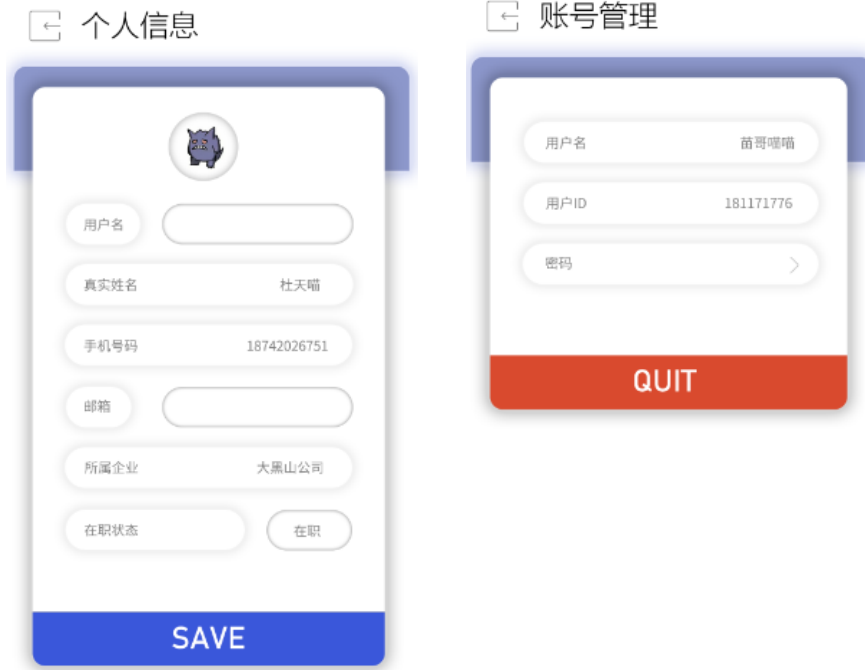 个人信息
用户名
真实姓名 杜天喵
手机号码 18742026751
邮箱
所属企业 大黑山公司
在职状态 在职
SAVE
账号管理
用户名 苗哥喵喵
用户ID 181171776
密码
QUIT